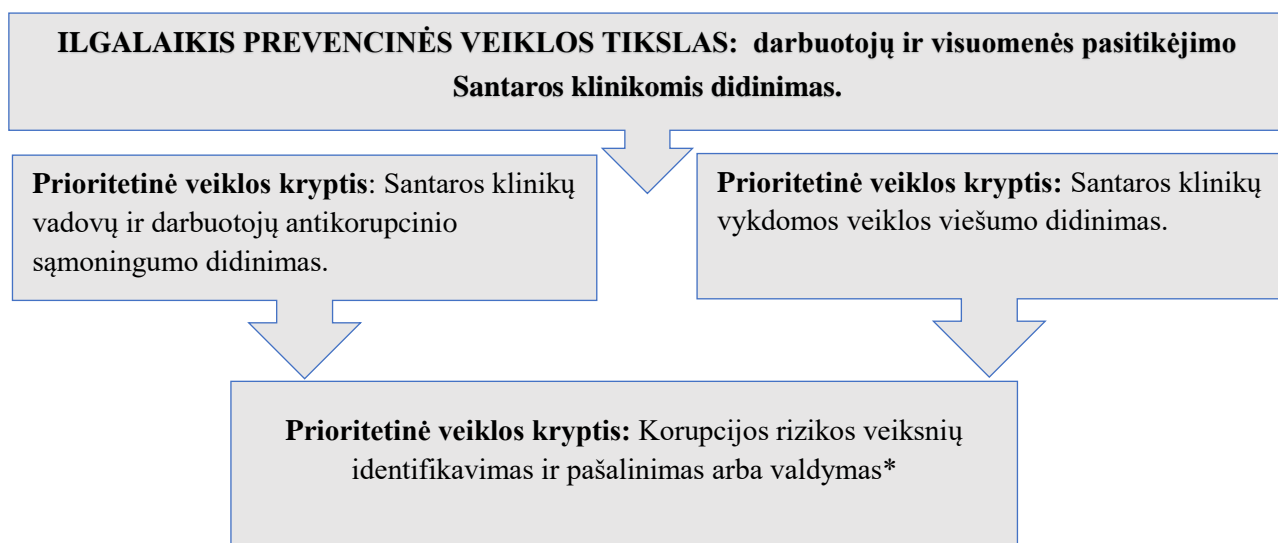 ILGALAIKIS PREVENCINĖS VEIKLOS TIKSLAS: darbuotojų ir visuomenės pasitikėjimo
Santaros klinikomis didinimas.
Prioritetinė veiklos kryptis: Santaros klinikų
vadovų ir darbuotojų antikorupcinio
sąmoningumo didinimas.
Prioritetinė veiklos kryptis: Santaros klinikų
vykdomos veiklos viešumo didinimas.
Prioritetinė veiklos kryptis: Korupcijos rizikos veiksnių
identifikavimas ir pašalinimas arba valdymas*